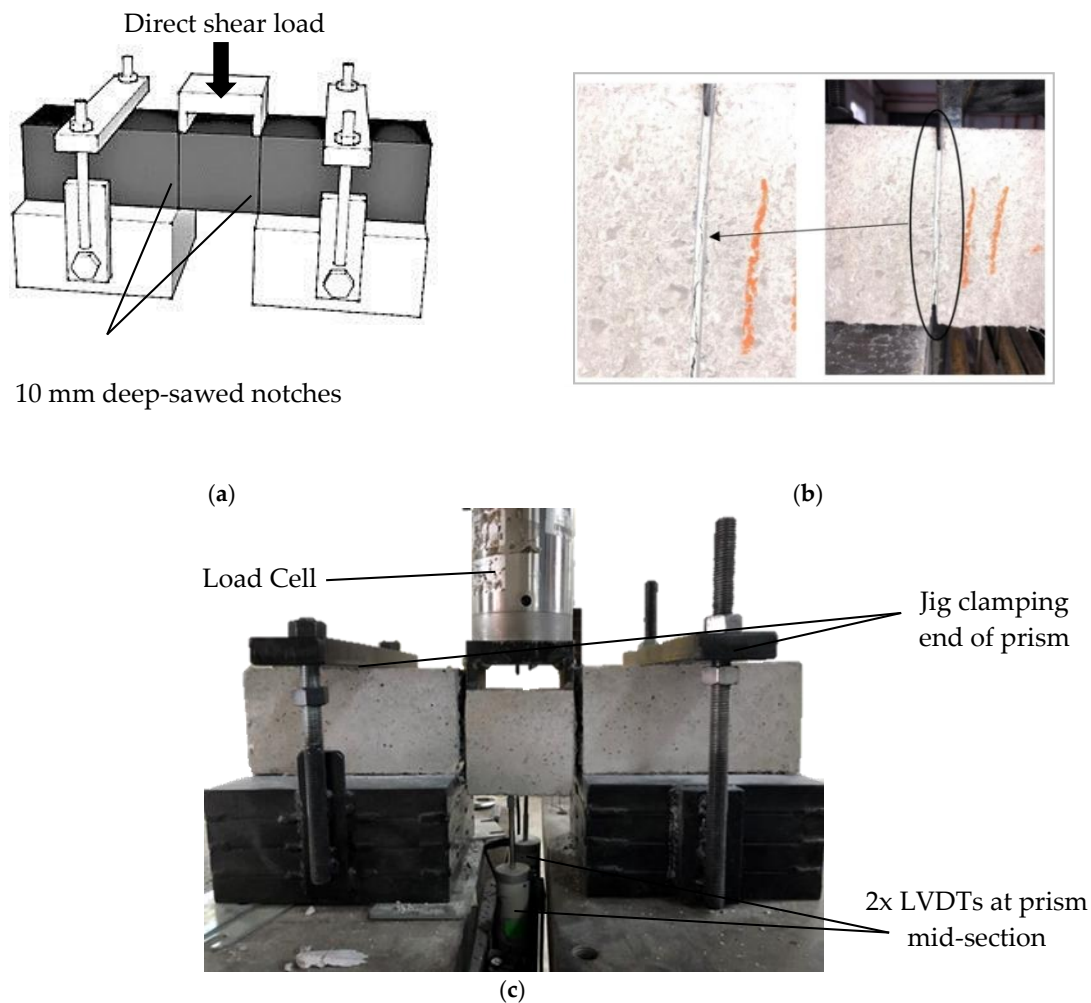 Direct shear load
10 mm deep-sawed notches
(a)
(b)
Load Cell
Jig clamping
end of prism
2x LVDTs at prism
mid-section
(c)